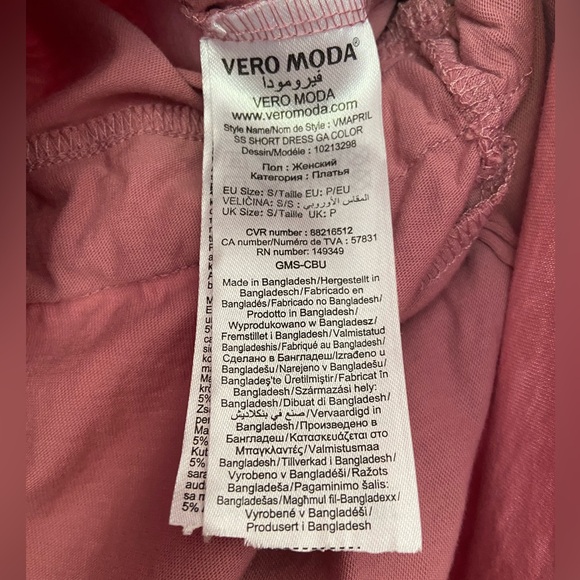 VERO MODA®
فيرومودا
VERO MODA
www.veromoda.com
Style Name/Nom de Style : VMAPRIL
SS SHORT DRESS GA COLOR
Dessin/Modéle : 10213298
Пол : Женский
Категория : Платья
EU Size: S/Taille EU: P/EU
VELIČINA: S/S : المقاس الأوروبي
UK Size: S/Taille UK: P
CVR number : 88216512
CA number/Numéro de TVA : 57831
RN number: 149349
GMS-CBU
Made in Bangladesh/Hergestellt in
Bangladesch/Fabricado en
Bangladés/Fabricado no Bangladesh/
Prodotto in Bangladesh/
Wyprodukowano w Bangladesz/
Fremstillet i Bangladesh/Valmistatud
Bangladeshis/Fabriqué au Bangladesh/
Сделано в Бангладеш/Izrađeno u
Bangladešu/Narejeno v Bangladešu/
Bangladeş'te Üretilmiştir/Fabricat în
Bangladesh/Származási hely:
Bangladesh/Dibuat di Bangladesh/
صنع في بنكلاديش/Vervaardigd in
Bangladesh/Произведено в
Бангладеш/Κατασκευάζεται στο
Μπαγκλαντές/Valmistusmaa
Bangladesh/Tillverkad i Bangladesh/
Vyrobeno v Bangladéši/Ražots
Bangladeša/Pagaminimo šalis:
Bangladešas/Magħmul fil-Bangladexx/
Vyrobené v Bangladéši/
Produsert i Bangladesh